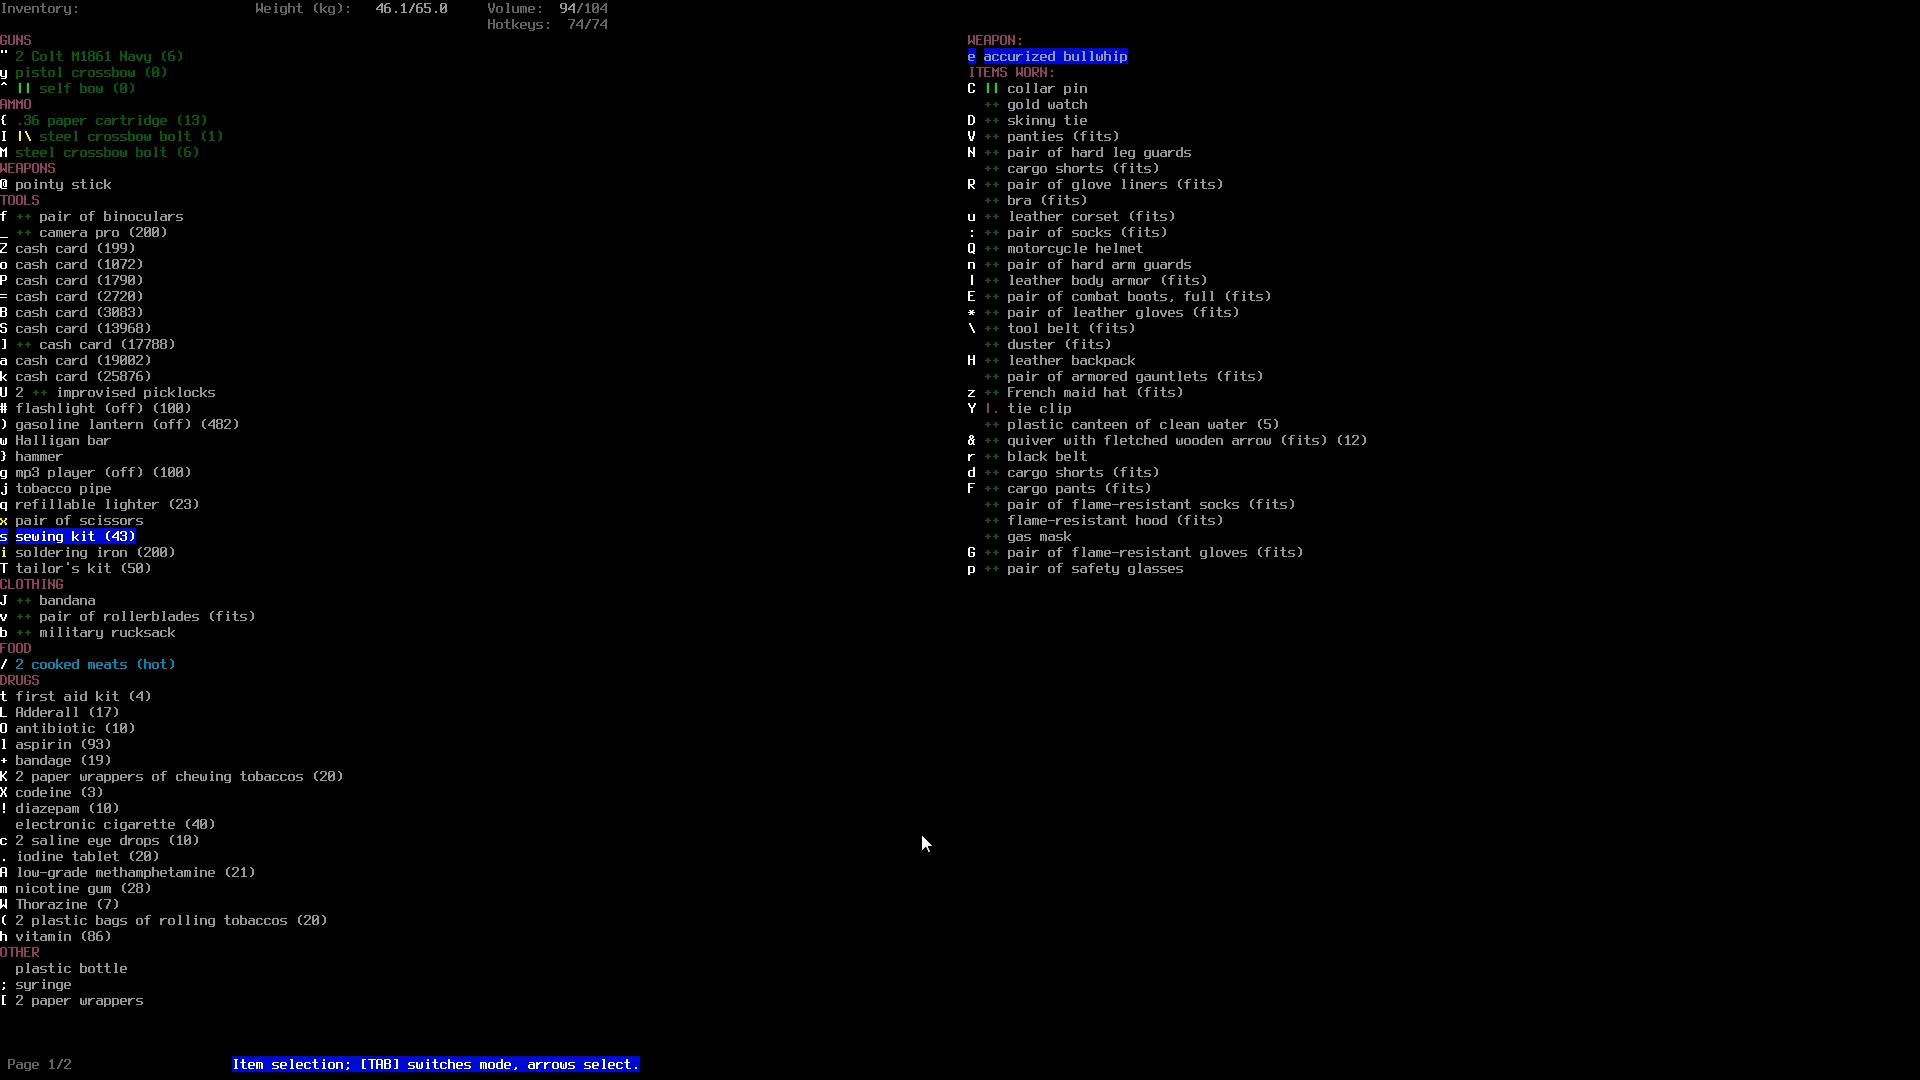 Inventory: Weight (kg): 46.1/65.0 Volume: 94/104
Hotkeys: 74/74
GUNS
" 2 Colt M1861 Navy (6)
y pistol crossbow (0)
^ || self bow (0)
AMMO
{ .36 paper cartridge (13)
I |\ steel crossbow bolt (1)
M steel crossbow bolt (6)
WEAPONS
@ pointy stick
TOOLS
f ++ pair of binoculars
_ ++ camera pro (200)
Z cash card (199)
o cash card (1072)
P cash card (1790)
= cash card (2720)
B cash card (3083)
S cash card (13968)
] ++ cash card (17788)
a cash card (19002)
k cash card (25876)
U 2 ++ improvised picklocks
# flashlight (off) (100)
) gasoline lantern (off) (482)
w Halligan bar
} hammer
g mp3 player (off) (100)
j tobacco pipe
q refillable lighter (23)
x pair of scissors
s sewing kit (43)
i soldering iron (200)
T tailor's kit (50)
CLOTHING
J ++ bandana
v ++ pair of rollerblades (fits)
b ++ military rucksack
FOOD
/ 2 cooked meats (hot)
DRUGS
t first aid kit (4)
L Adderall (17)
O antibiotic (10)
l aspirin (93)
+ bandage (19)
K 2 paper wrappers of chewing tobaccos (20)
X codeine (3)
! diazepam (10)
electronic cigarette (40)
c 2 saline eye drops (10)
. iodine tablet (20)
A low-grade methamphetamine (21)
m nicotine gum (28)
W Thorazine (7)
( 2 plastic bags of rolling tobaccos (20)
h vitamin (86)
OTHER
plastic bottle
; syringe
[ 2 paper wrappers
WEAPON:
e accurized bullwhip
ITEMS WORN:
C || collar pin
++ gold watch
D ++ skinny tie
V ++ panties (fits)
N ++ pair of hard leg guards
++ cargo shorts (fits)
R ++ pair of glove liners (fits)
++ bra (fits)
u ++ leather corset (fits)
: ++ pair of socks (fits)
Q ++ motorcycle helmet
n ++ pair of hard arm guards
| ++ leather body armor (fits)
E ++ pair of combat boots, full (fits)
* ++ pair of leather gloves (fits)
\ ++ tool belt (fits)
++ duster (fits)
H ++ leather backpack
++ pair of armored gauntlets (fits)
z ++ French maid hat (fits)
Y |. tie clip
++ plastic canteen of clean water (5)
& ++ quiver with fletched wooden arrow (fits) (12)
r ++ black belt
d ++ cargo shorts (fits)
F ++ cargo pants (fits)
++ pair of flame-resistant socks (fits)
++ flame-resistant hood (fits)
++ gas mask
G ++ pair of flame-resistant gloves (fits)
p ++ pair of safety glasses
Page 1/2 Item selection; [TAB] switches mode, arrows select.